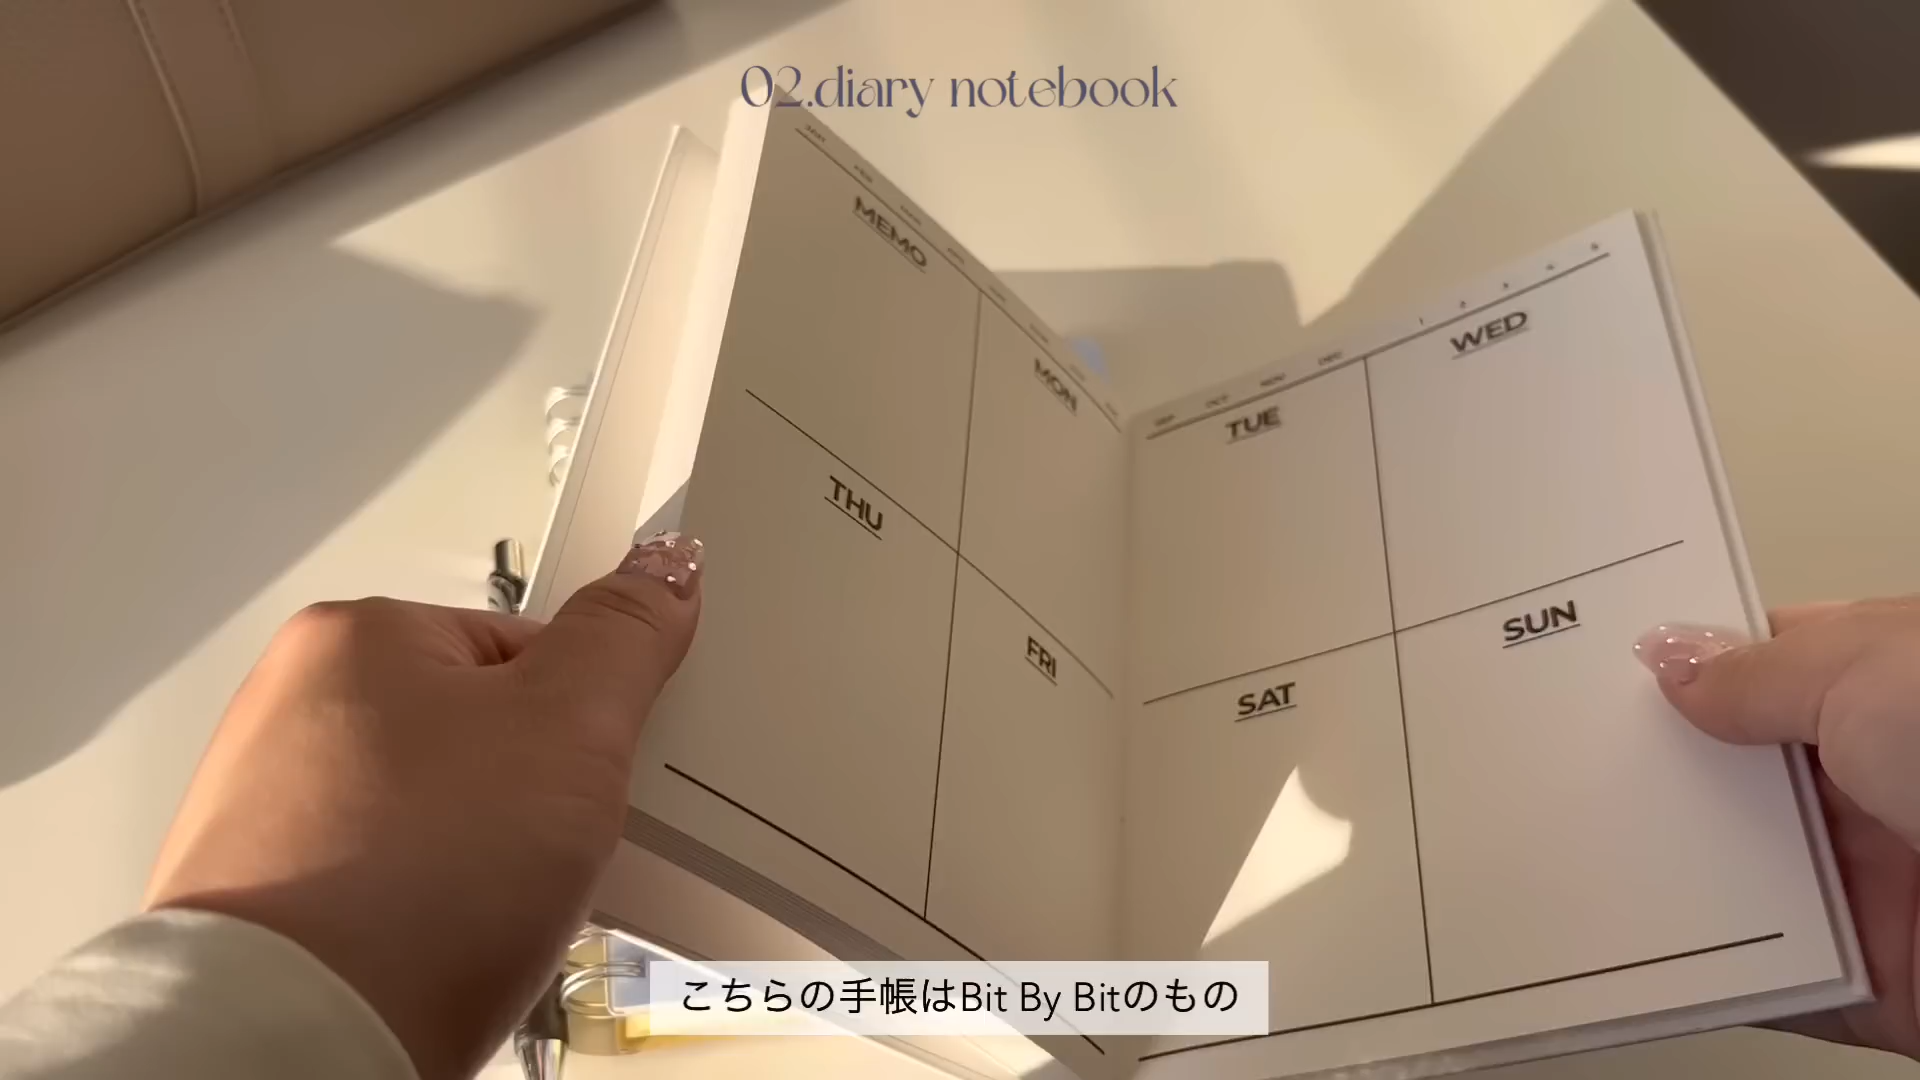 02.diary notebook
MEMO
MON
TUE
WED
THU
FRI
SAT
SUN
DEC
こちらの手帳はBit By Bitのもの